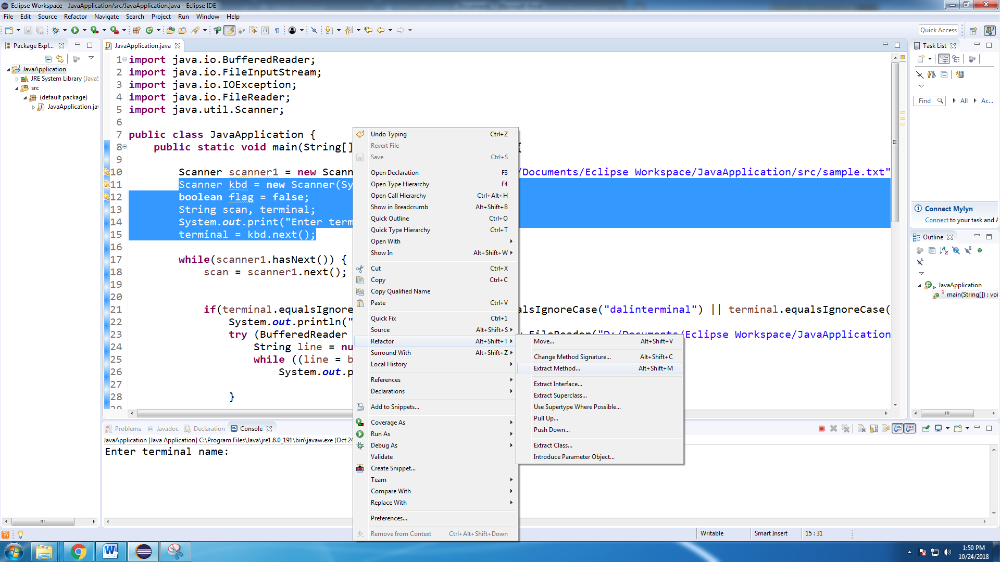 Eclipse Workspace - JavaApplication/src/JavaApplication.java - Eclipse IDE
File Edit Source Refactor Navigate Search Project Run Window Help
Quick Access
Package Expl...
JavaApplication
JRE System Library [JavaS
src
(default package)
JavaApplication.jav
JavaApplication.java
1 import java.io.BufferedReader;
2 import java.io.FileInputStream;
3 import java.io.IOException;
4 import java.io.FileReader;
5 import java.util.Scanner;
6
7 public class JavaApplication {
8 public static void main(String[] {
9
10 Scanner scanner1 = new Scann /Documents/Eclipse Workspace/JavaApplication/src/sample.txt"
11 Scanner kbd = new Scanner(Sy
12 boolean flag = false;
13 String scan, terminal;
14 System.out.print("Enter term
15 terminal = kbd.next();
16
17 while(scanner1.hasNext()) {
18 scan = scanner1.next();
19
20
21 if(terminal.equalsIgnore alsIgnoreCase("dalinterminal") || terminal.equalsIgnoreCase(
22 System.out.println("
23 try (BufferedReader FileReader("D:/Documents/Eclipse Workspace/JavaApplication
24 String line = nu
25 while ((line = b
26 System.out.p
27
28 }
Undo Typing Ctrl+Z
Revert File
Save Ctrl+S
Open Declaration F3
Open Type Hierarchy F4
Open Call Hierarchy Ctrl+Alt+H
Show in Breadcrumb Alt+Shift+B
Quick Outline Ctrl+O
Quick Type Hierarchy Ctrl+T
Open With
Show In Alt+Shift+W
Cut Ctrl+X
Copy Ctrl+C
Copy Qualified Name
Paste Ctrl+V
Quick Fix Ctrl+1
Source Alt+Shift+S
Refactor Alt+Shift+T
Surround With Alt+Shift+Z
Local History
References
Declarations
Add to Snippets...
Coverage As
Run As
Debug As
Validate
Create Snippet...
Team
Compare With
Replace With
Preferences...
Remove from Context Ctrl+Alt+Shift+Down
Move... Alt+Shift+V
Change Method Signature... Alt+Shift+C
Extract Method... Alt+Shift+M
Extract Interface...
Extract Superclass...
Use Supertype Where Possible...
Pull Up...
Push Down...
Extract Class...
Introduce Parameter Object...
Task List
Find All Ac...
Connect Mylyn
Connect to your task and A
Outline
JavaApplication
main(String[]) : voi
Problems Javadoc Declaration Console
JavaApplication [Java Application] C:\Program Files\Java\jre1.8.0_191\bin\javaw.exe (Oct 24
Enter terminal name:
Writable Smart Insert 15 : 31
1:50 PM
10/24/2018